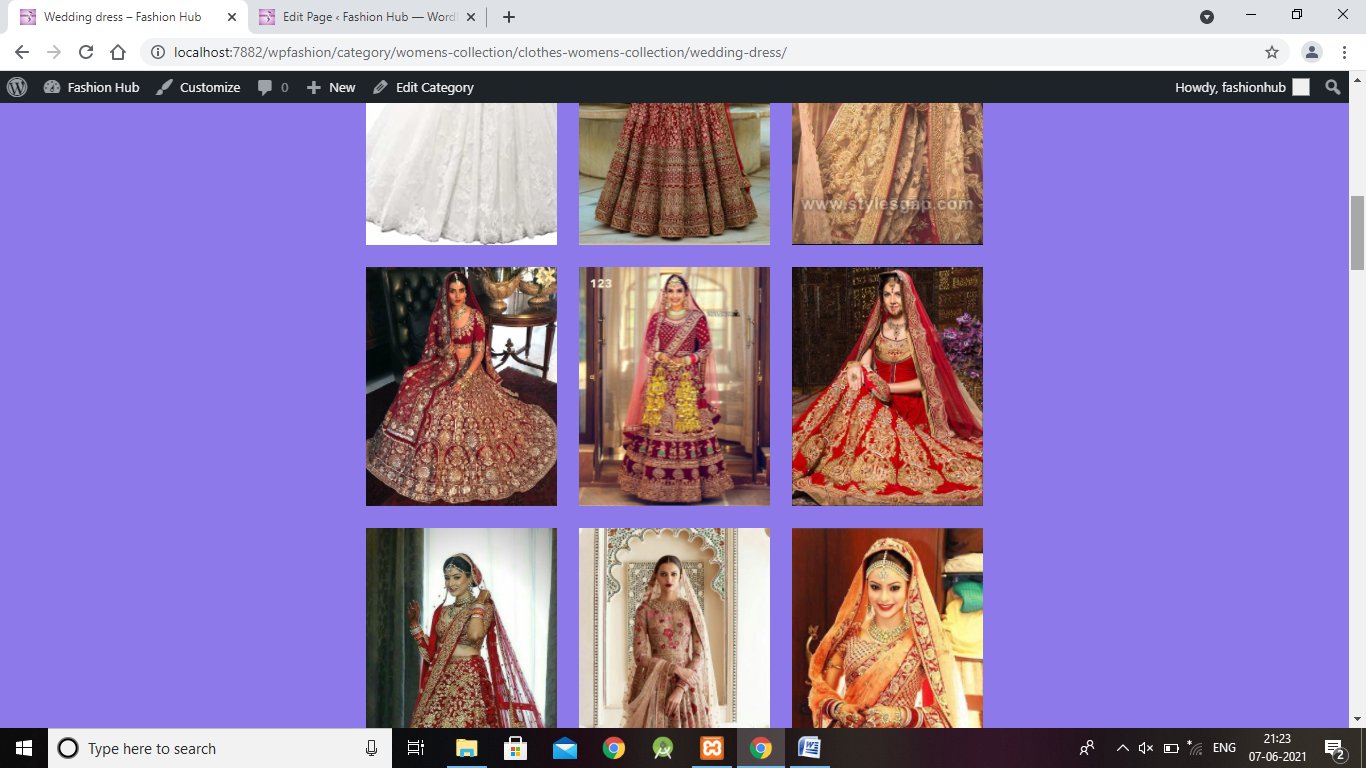 Wedding dress – Fashion Hub
Edit Page ‹ Fashion Hub — Word
localhost:7882/wpfashion/category/womens-collection/clothes-womens-collection/wedding-dress/
Fashion Hub
Customize
0
New
Edit Category
Howdy, fashionhub
www.stylesgap.com
123
Type here to search
ENG
21:23
07-06-2021
2